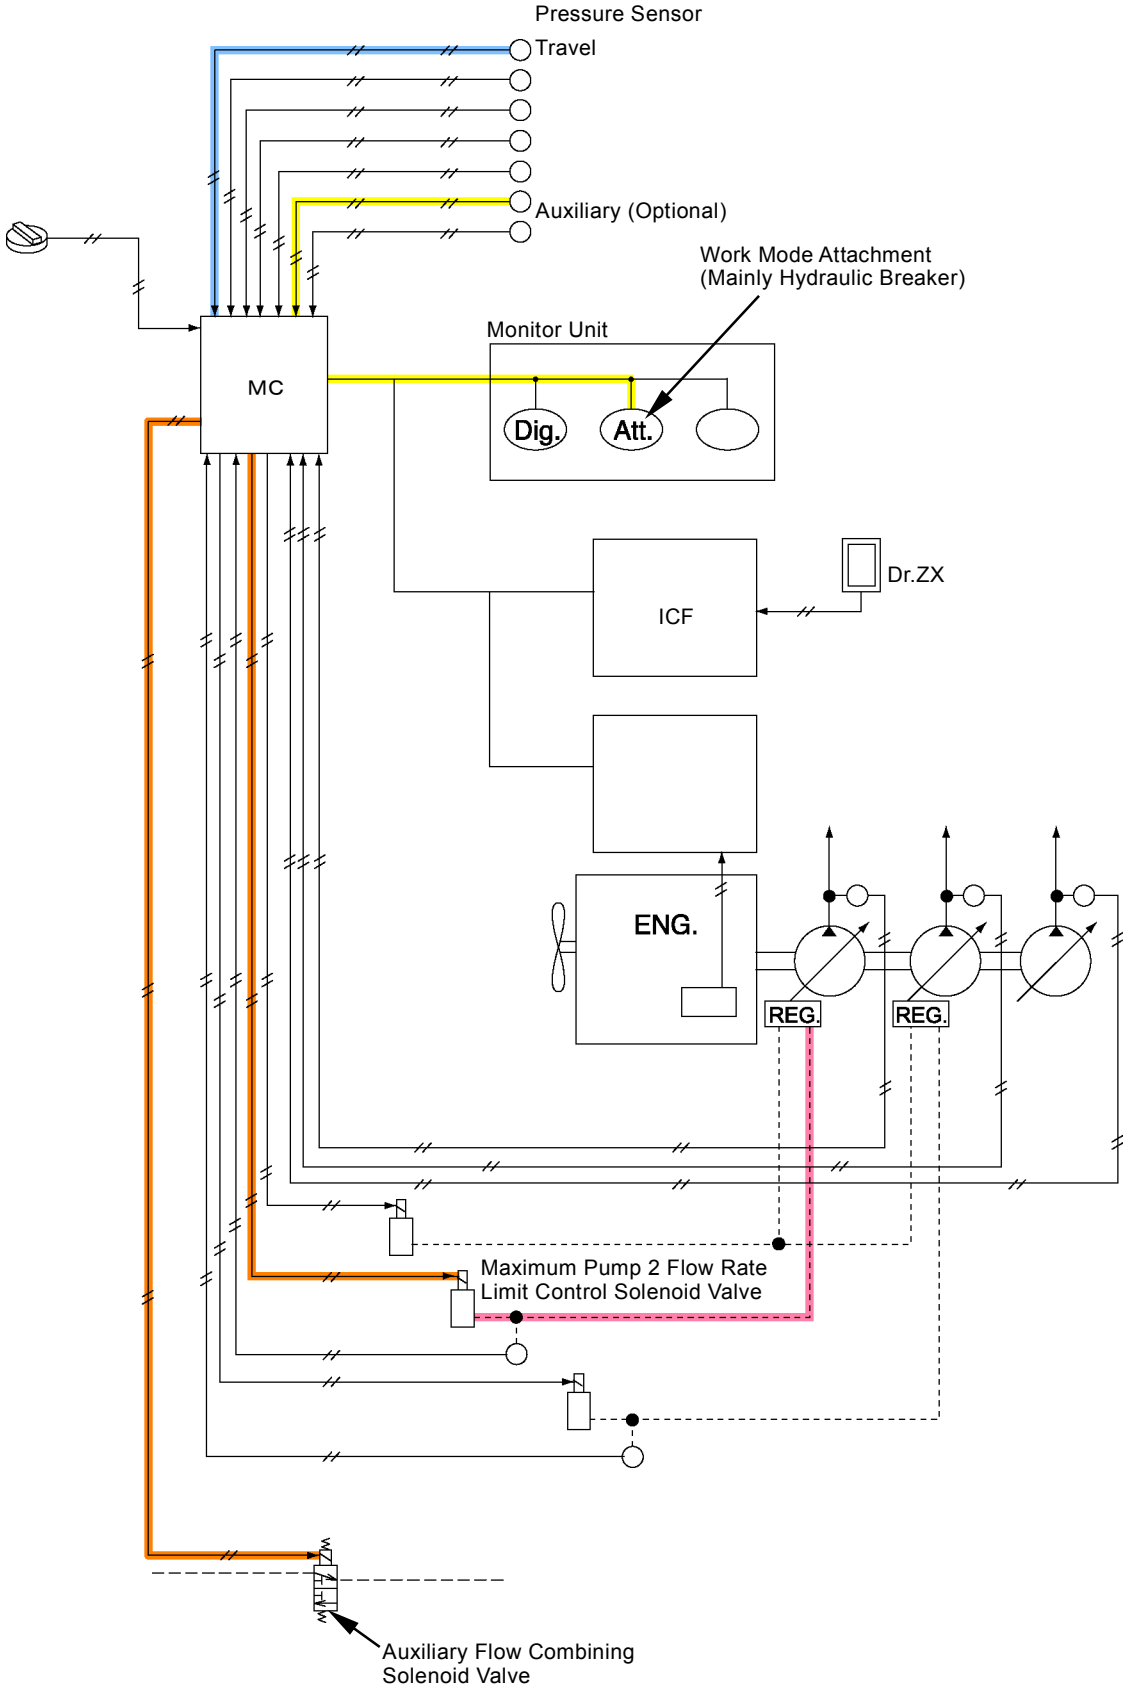 Pressure Sensor
Travel
Auxiliary (Optional)
Work Mode Attachment
(Mainly Hydraulic Breaker)
Monitor Unit
MC
Dig.
Att.
Dr.ZX
ICF
ENG.
REG.
REG.
Maximum Pump 2 Flow Rate
Limit Control Solenoid Valve
Auxiliary Flow Combining
Solenoid Valve